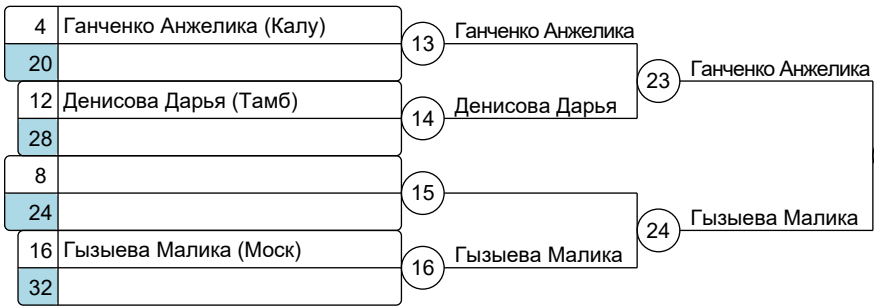 4 Ганченко Анжелика (Калу)
20
12 Денисова Дарья (Тамб)
28
8
24
16 Гызыева Малика (Моск)
32
13
14
15
16
Ганченко Анжелика
Денисова Дарья
Гызыева Малика
23
24
Ганченко Анжелика
Гызыева Малика